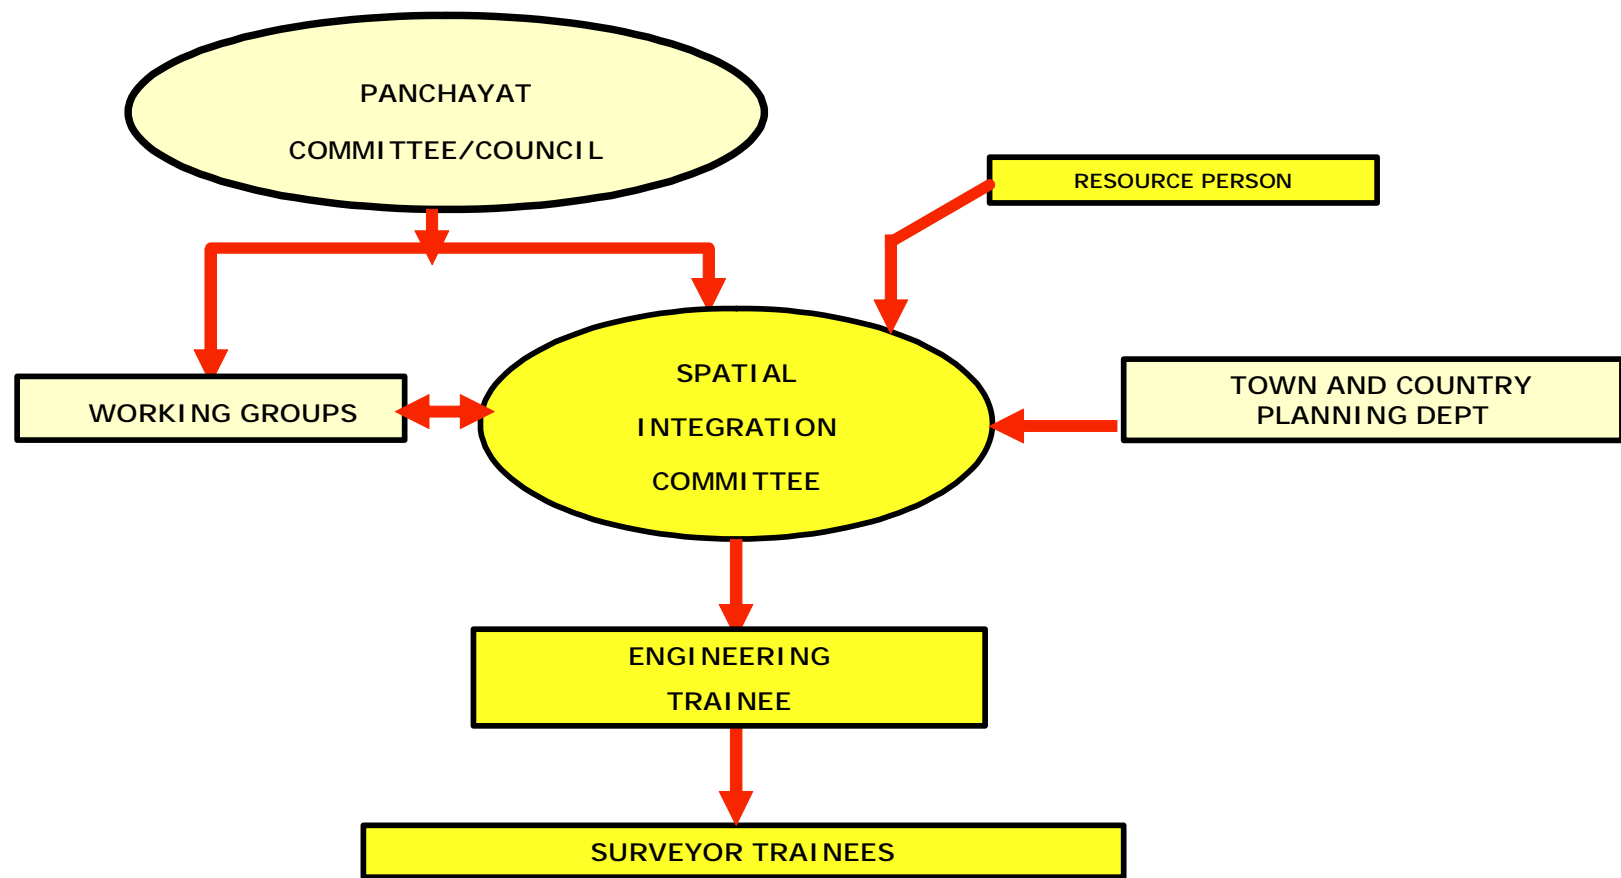 PANCHAYAT
COMMITTEE/COUNCIL
RESOURCE PERSON
SPATIAL
INTEGRATION
COMMITTEE
WORKING GROUPS
TOWN AND COUNTRY
PLANNING DEPT
ENGINEERING
TRAINEE
SURVEYOR TRAINEES